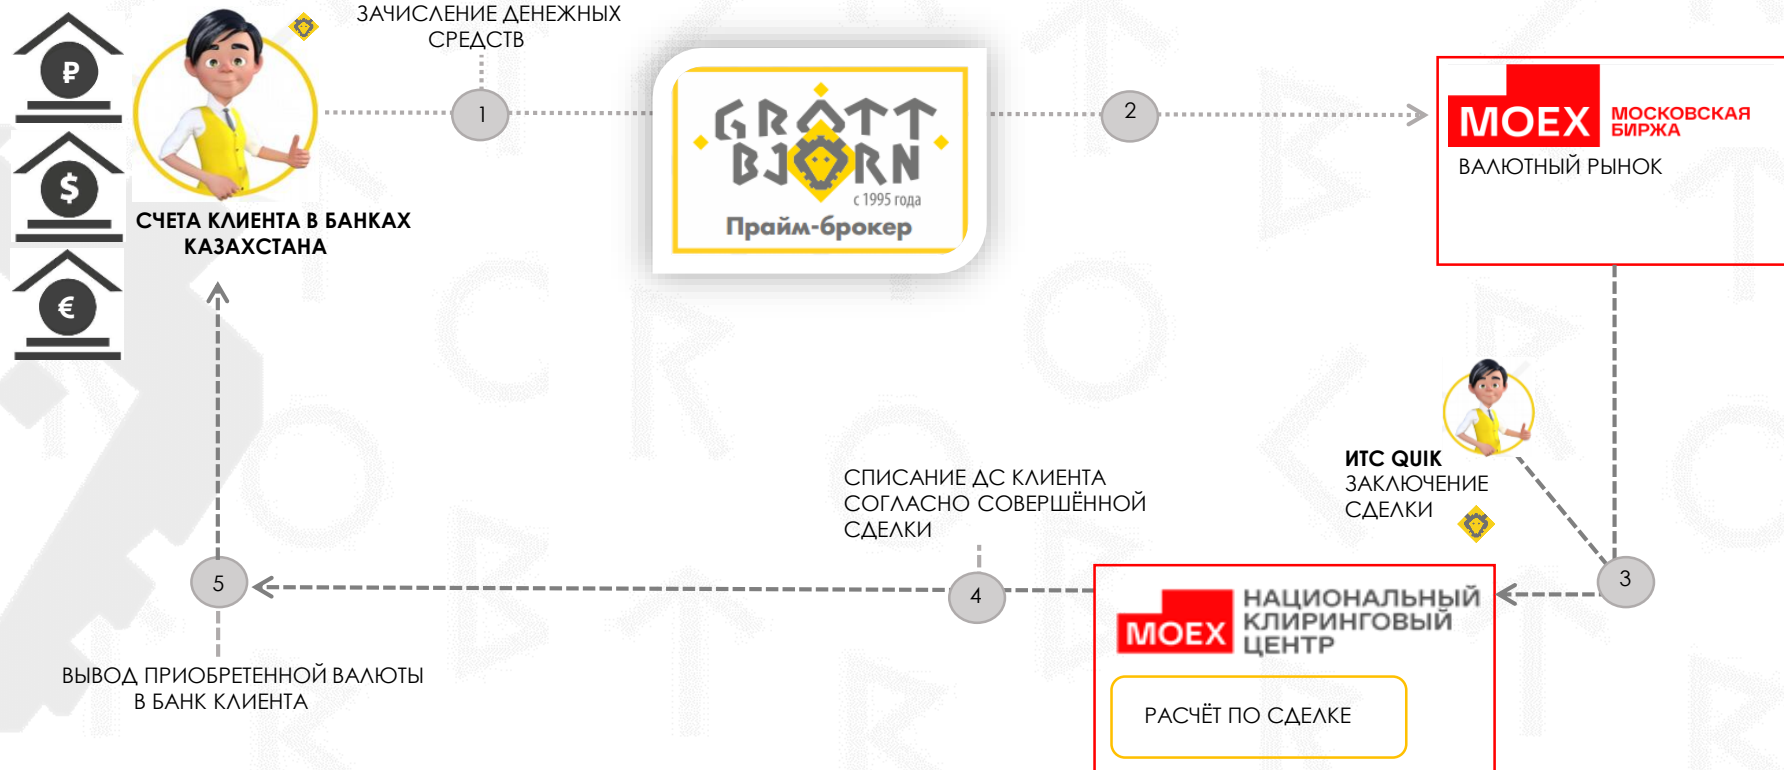 ЗАЧИСЛЕНИЕ ДЕНЕЖНЫХ
СРЕДСТВ
₽
$
€
СЧЕТА КЛИЕНТА В БАНКАХ
КАЗАХСТАНА
1
GROTT
BJORN
с 1995 года
Прайм-брокер
2
MOEX
МОСКОВСКАЯ
БИРЖА
ВАЛЮТНЫЙ РЫНОК
ИТС QUIK
ЗАКЛЮЧЕНИЕ
СДЕЛКИ
3
СПИСАНИЕ ДС КЛИЕНТА
СОГЛАСНО СОВЕРШЁННОЙ
СДЕЛКИ
4
MOEX
НАЦИОНАЛЬНЫЙ
КЛИРИНГОВЫЙ
ЦЕНТР
РАСЧЁТ ПО СДЕЛКЕ
5
ВЫВОД ПРИОБРЕТЕННОЙ ВАЛЮТЫ
В БАНК КЛИЕНТА